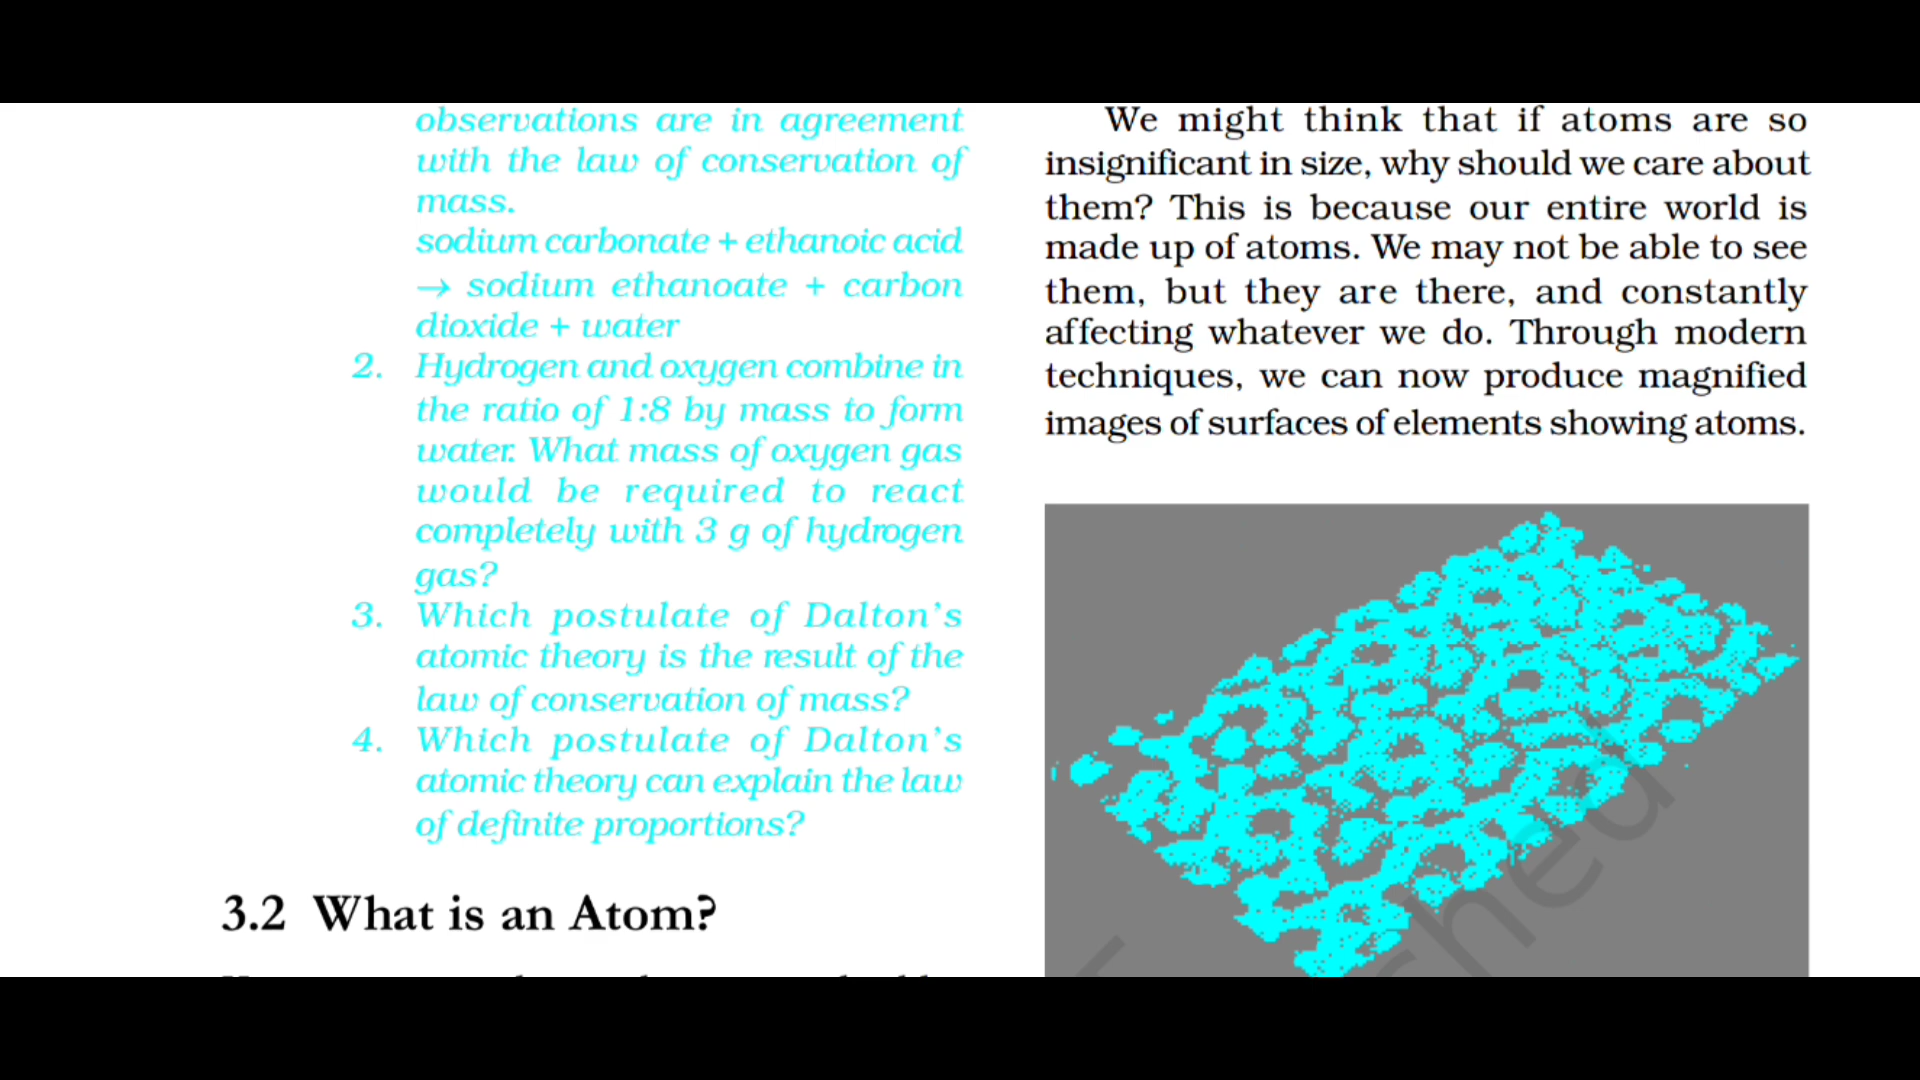 observations are in agreement
with the law of conservation of
mass.
sodium carbonate + ethanoic acid
→ sodium ethanoate + carbon
dioxide + water
2. Hydrogen and oxygen combine in
the ratio of 1:8 by mass to form
water. What mass of oxygen gas
would be required to react
completely with 3 g of hydrogen
gas?
3. Which postulate of Dalton's
atomic theory is the result of the
law of conservation of mass?
4. Which postulate of Dalton's
atomic theory can explain the law
of definite proportions?
3.2 What is an Atom?
We might think that if atoms are so
insignificant in size, why should we care about
them? This is because our entire world is
made up of atoms. We may not be able to see
them, but they are there, and constantly
affecting whatever we do. Through modern
techniques, we can now produce magnified
images of surfaces of elements showing atoms.